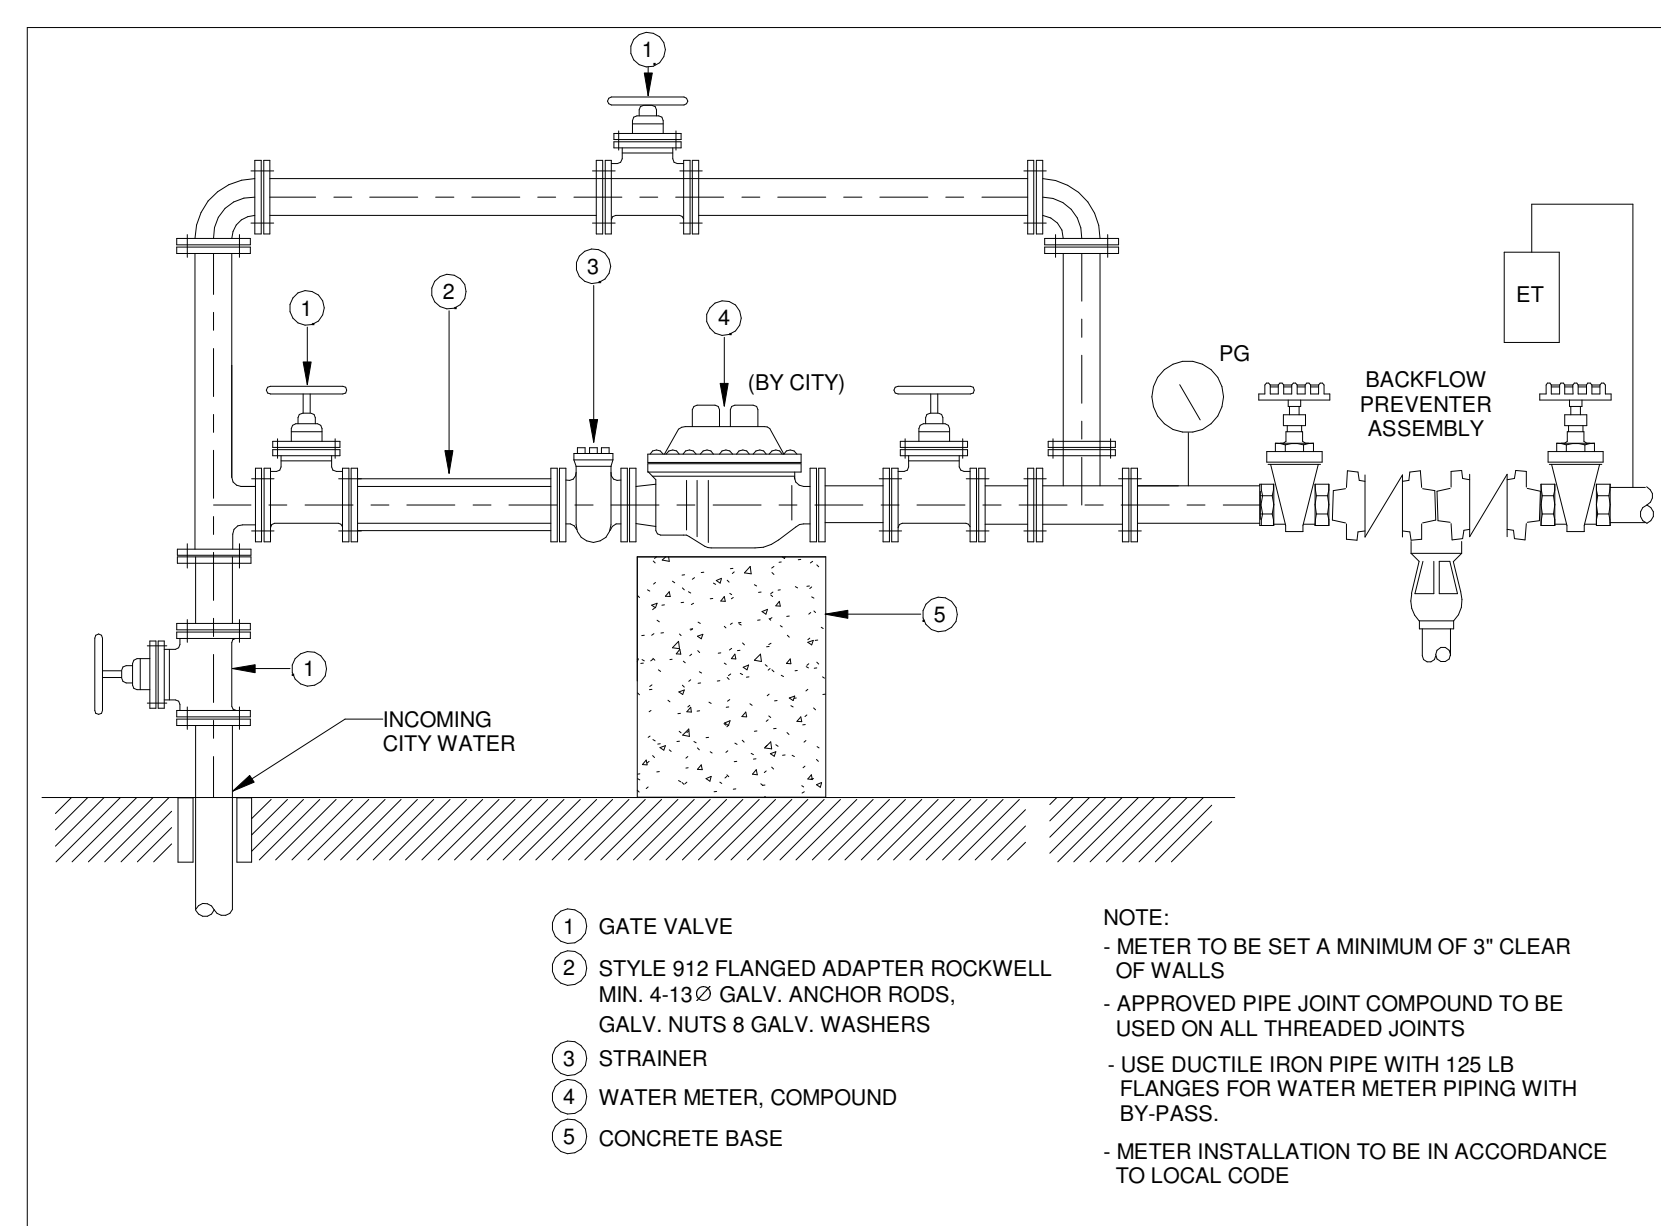 1
3
2
1
4
(BY CITY)
PG
ET
BACKFLOW
PREVENTER
ASSEMBLY
5
1
INCOMING
CITY WATER
1 GATE VALVE
2 STYLE 912 FLANGED ADAPTER ROCKWELL
MIN. 4-13Ø GALV. ANCHOR RODS,
GALV. NUTS 8 GALV. WASHERS
3 STRAINER
4 WATER METER, COMPOUND
5 CONCRETE BASE
NOTE:
- METER TO BE SET A MINIMUM OF 3" CLEAR
OF WALLS
- APPROVED PIPE JOINT COMPOUND TO BE
USED ON ALL THREADED JOINTS
- USE DUCTILE IRON PIPE WITH 125 LB
FLANGES FOR WATER METER PIPING WITH
BY-PASS.
- METER INSTALLATION TO BE IN ACCORDANCE
TO LOCAL CODE